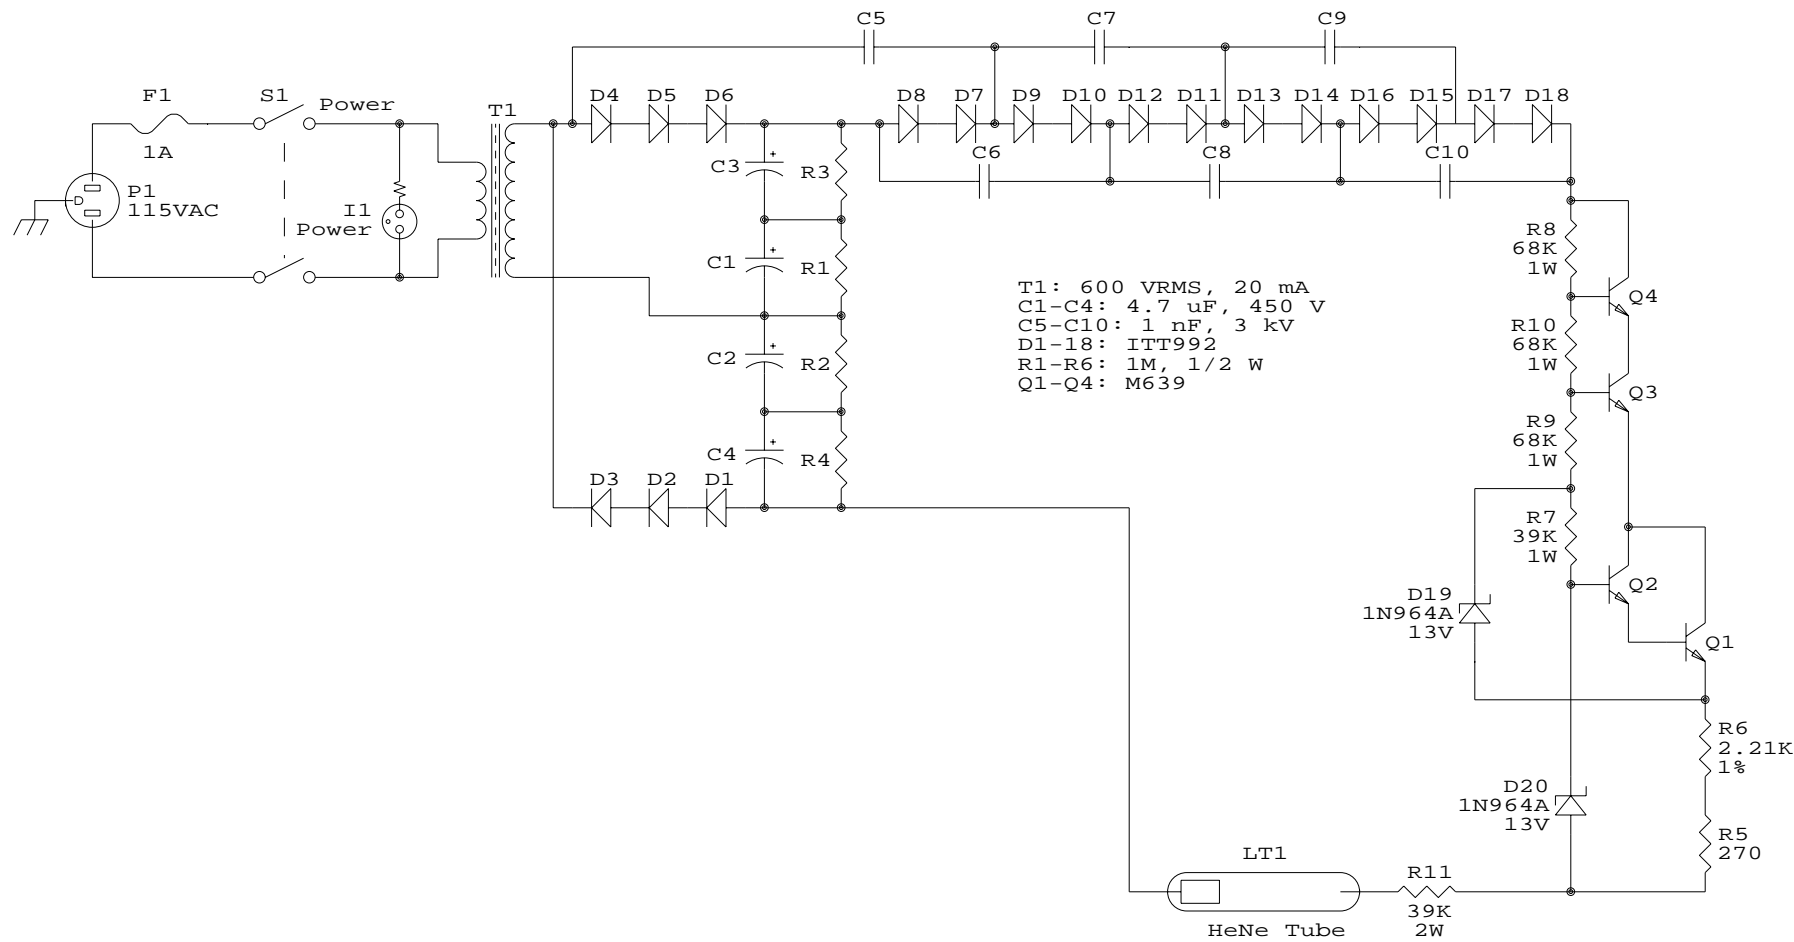 C5 C7 C9
F1 S1 Power T1 D4 D5 D6 D8 D7 D9 D10 D12 D11 D13 D14 D16 D15 D17 D18
1A
C3 + R3 C6 C8 C10
D P1
115VAC
I1
Power
R8
68K
1W
C1 + R1
T1: 600 VRMS, 20 mA
C1-C4: 4.7 uF, 450 V
C5-C10: 1 nF, 3 kV
D1-18: ITT992
R1-R6: 1M, 1/2 W
Q1-Q4: M639
Q4
R10
68K
1W
C2 + R2
Q3
R9
68K
1W
C4 + R4
D3 D2 D1
R7
39K
1W
Q2
D19
1N964A
13V
Q1
R6
2.21K
1%
D20
1N964A
13V
R5
270
LT1
R11
39K
2W
HeNe Tube